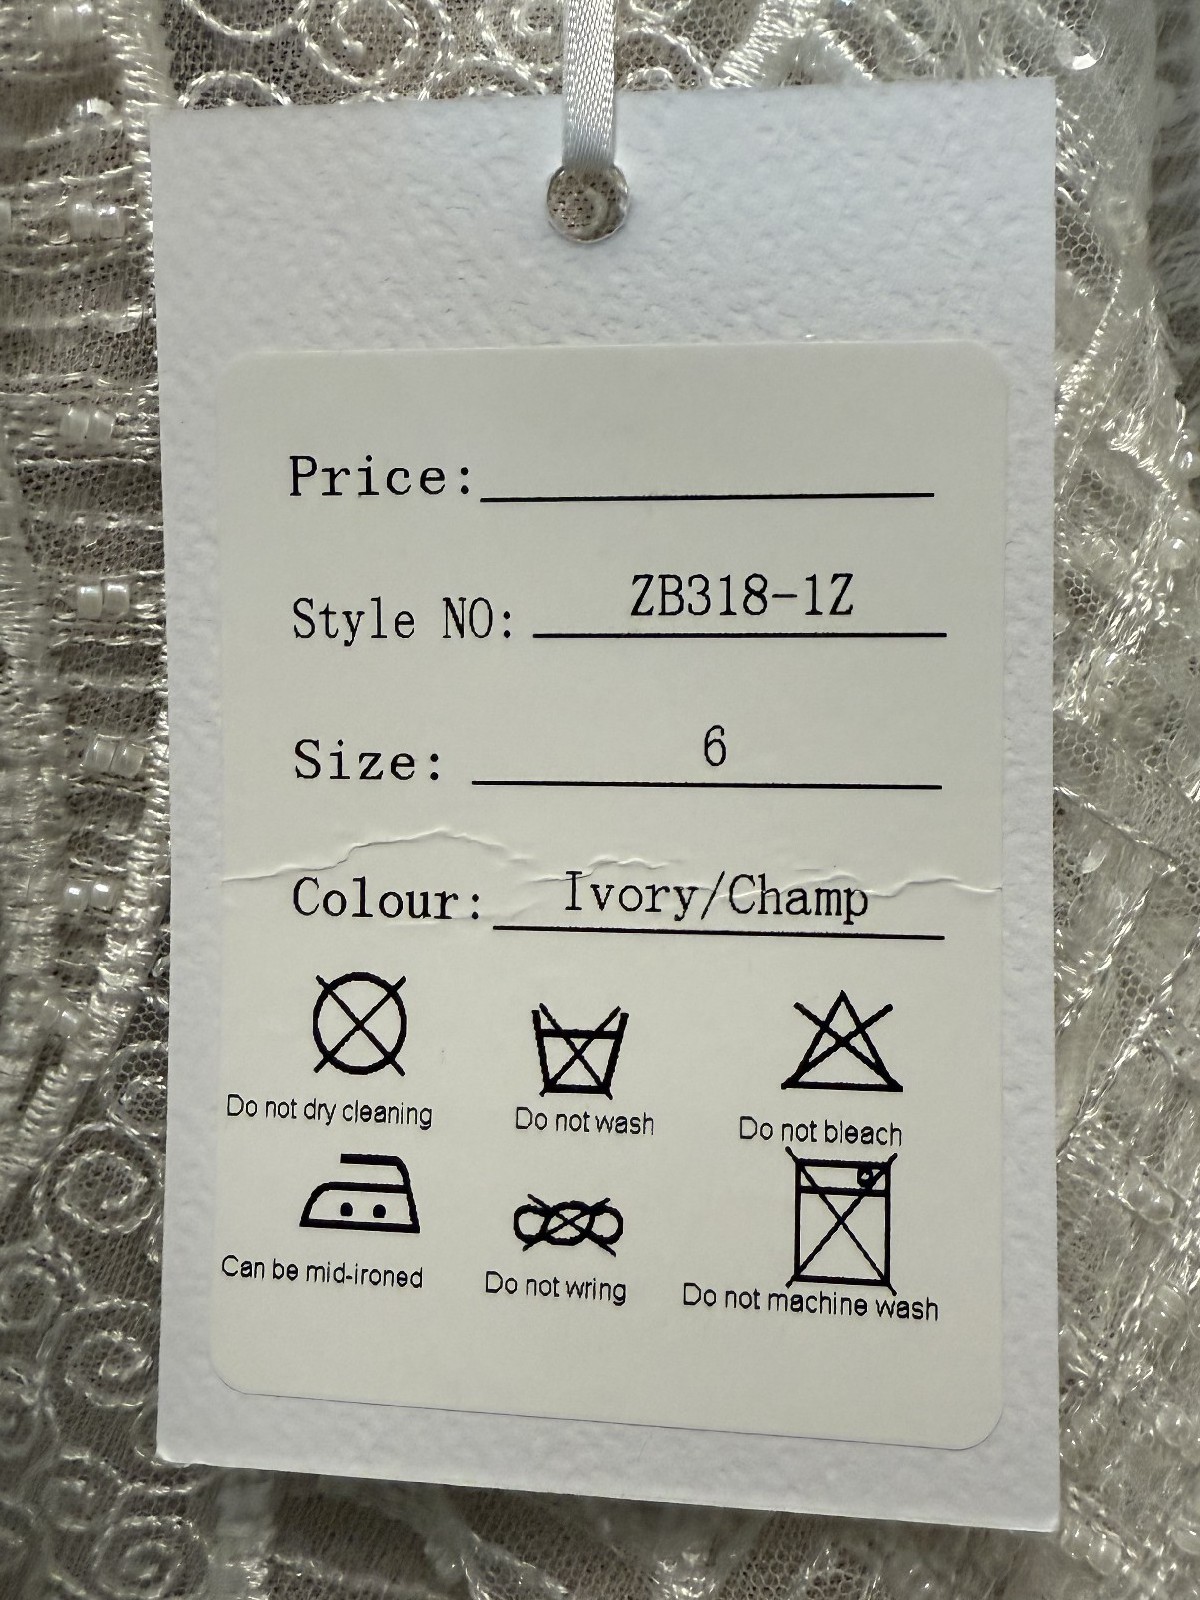 Price:
Style NO: ZB318-1Z
Size: 6
Colour: Ivory/Champ
Do not dry cleaning
Do not wash
Do not bleach
Can be mid-ironed
Do not wring
Do not machine wash